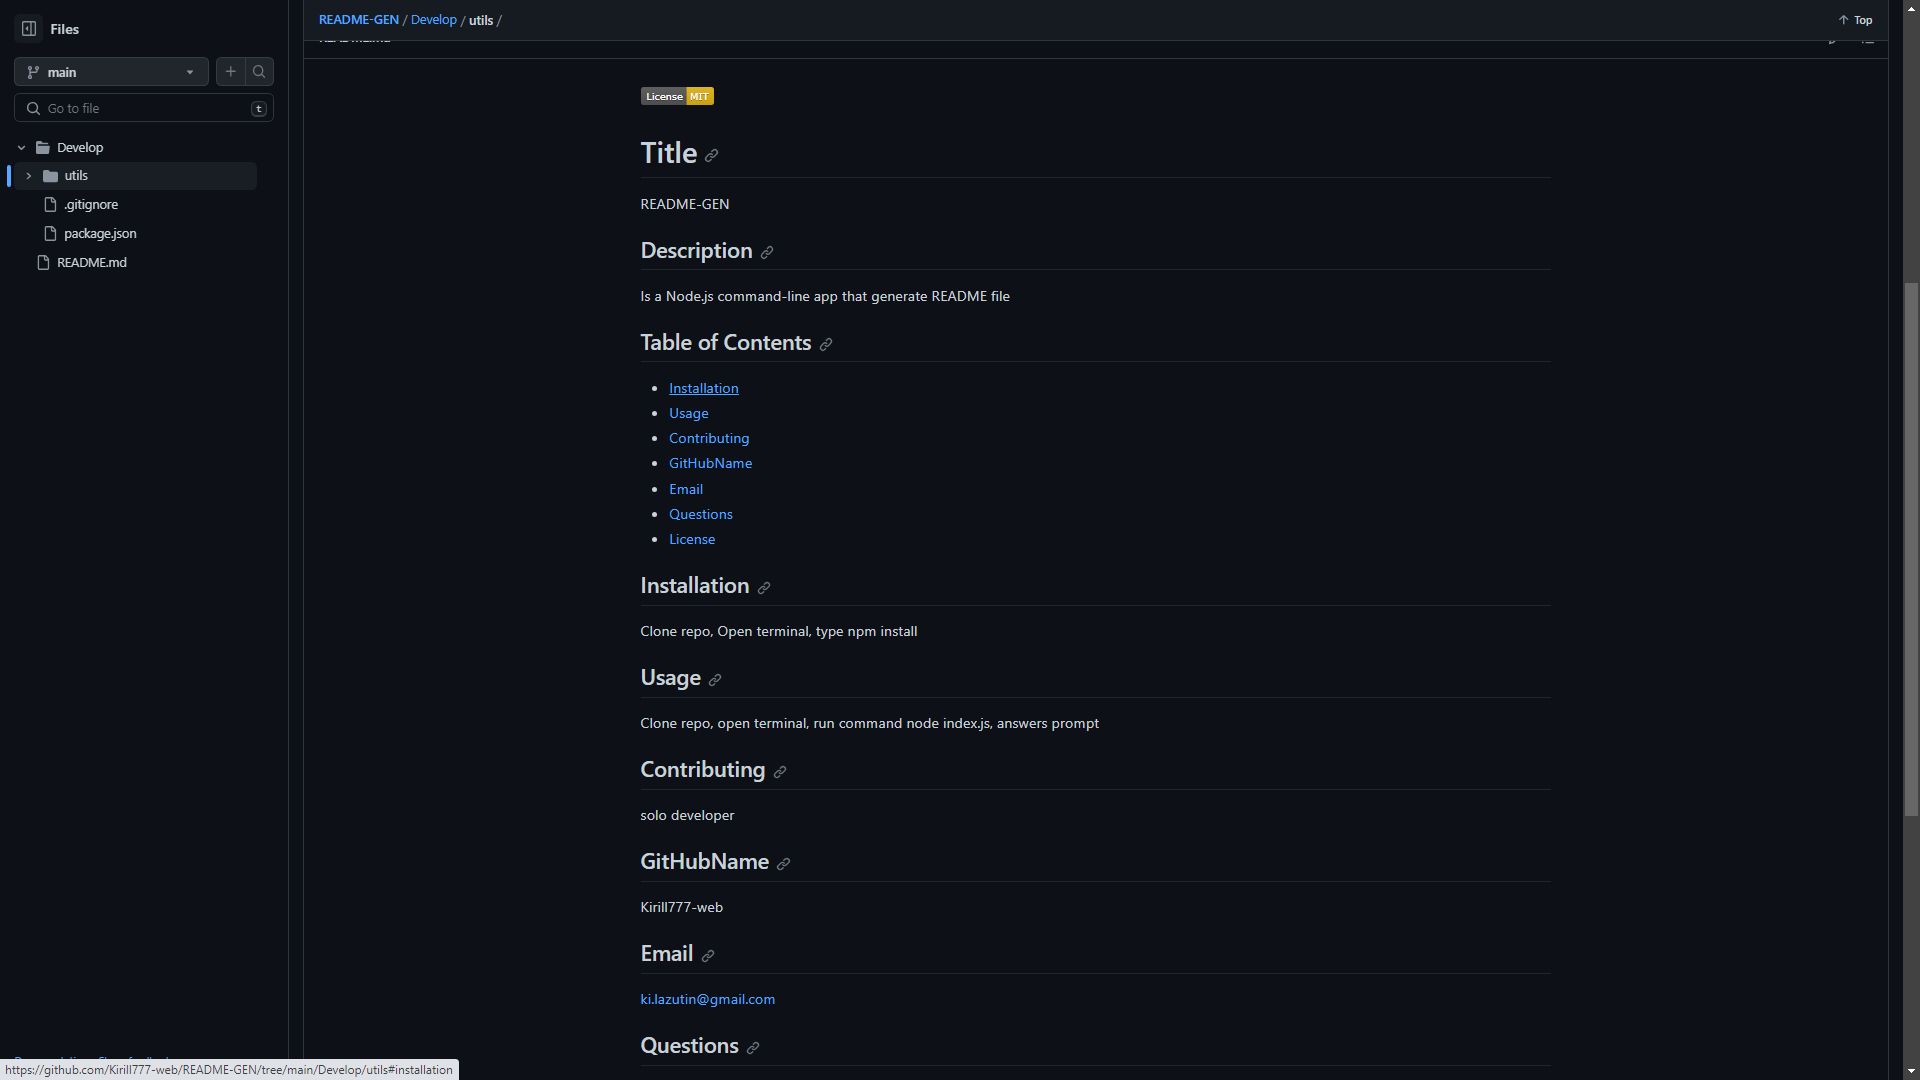 Files
main
Go to file
t
Develop
utils
.gitignore
package.json
README.md
README-GEN / Develop / utils /
Top
License MIT
Title
README-GEN
Description
Is a Node.js command-line app that generate README file
Table of Contents
Installation
Usage
Contributing
GitHubName
Email
Questions
License
Installation
Clone repo, Open terminal, type npm install
Usage
Clone repo, open terminal, run command node index.js, answers prompt
Contributing
solo developer
GitHubName
Kirill777-web
Email
ki.lazutin@gmail.com
Questions
https://github.com/Kirill777-web/README-GEN/tree/main/Develop/utils#installation